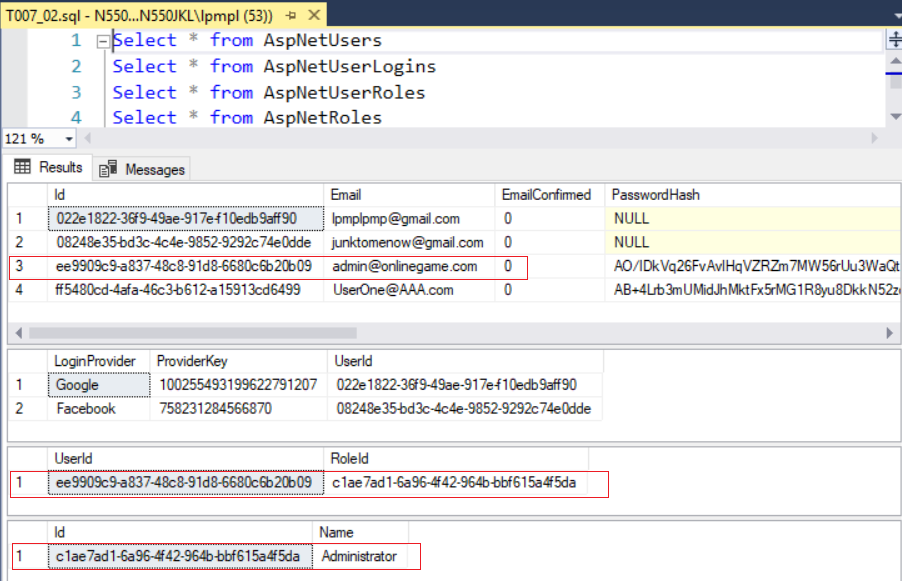 T007_02.sql - N550...N550JKL\lpmpl (53))
1 Select * from AspNetUsers
2 Select * from AspNetUserLogins
3 Select * from AspNetUserRoles
4 Select * from AspNetRoles
121 %
Results Messages
Id Email EmailConfirmed PasswordHash
1 022e1822-36f9-49ae-917e-f10edb9aff90 lpmplpmp@gmail.com 0 NULL
2 08248e35-bd3c-4c4e-9852-9292c74e0dde junktomenow@gmail.com 0 NULL
3 ee9909c9-a837-48c8-91d8-6680c6b20b09 admin@onlinegame.com 0 AO/IDkVq26FvAvlHqVZRZm7MW56rUu3WaQt
4 ff5480cd-4afa-46c3-b612-a15913cd6499 UserOne@AAA.com 0 AB+4Lrb3mUMidJhMktFx5rMG1R8yu8DkkN52z
LoginProvider ProviderKey UserId
1 Google 100255493199622791207 022e1822-36f9-49ae-917e-f10edb9aff90
2 Facebook 758231284566870 08248e35-bd3c-4c4e-9852-9292c74e0dde
UserId RoleId
1 ee9909c9-a837-48c8-91d8-6680c6b20b09 c1ae7ad1-6a96-4f42-964b-bbf615a4f5da
Id Name
1 c1ae7ad1-6a96-4f42-964b-bbf615a4f5da Administrator